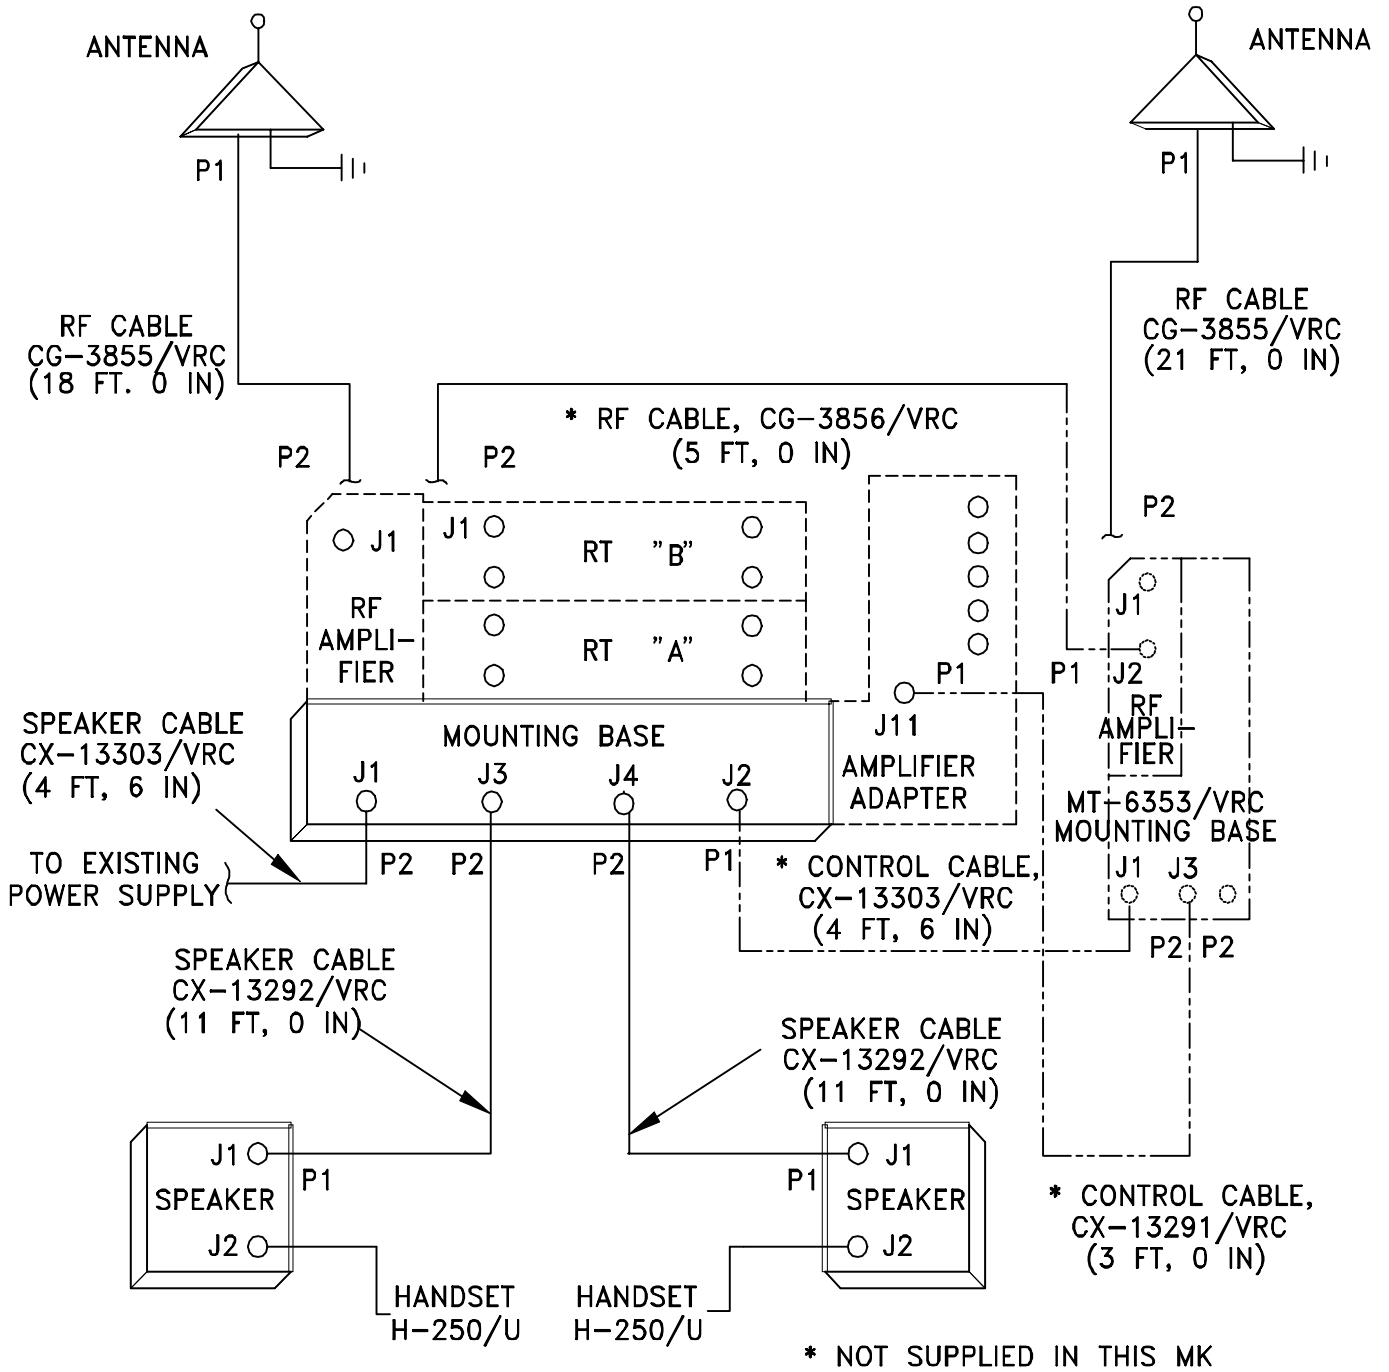 ANTENNA
ANTENNA
P1
P1
RF CABLE
CG-3855/VRC
(18 FT. 0 IN)
RF CABLE
CG-3855/VRC
(21 FT, 0 IN)
* RF CABLE, CG-3856/VRC
(5 FT, 0 IN)
P2
P2
P2
J1
J1
RT "B"
RF
AMPLI-
FIER
RT "A"
J1
P1
P1
J2
J11
RF
AMPLI-
FIER
SPEAKER CABLE
CX-13303/VRC
(4 FT, 6 IN)
MOUNTING BASE
J1
J3
J4
J2
AMPLIFIER
ADAPTER
MT-6353/VRC
MOUNTING BASE
J1
J3
TO EXISTING
POWER SUPPLY
P2
P2
P2
P1
* CONTROL CABLE,
CX-13303/VRC
(4 FT, 6 IN)
P2
P2
SPEAKER CABLE
CX-13292/VRC
(11 FT, 0 IN)
SPEAKER CABLE
CX-13292/VRC
(11 FT, 0 IN)
J1
P1
SPEAKER
J2
P1
J1
SPEAKER
J2
* CONTROL CABLE,
CX-13291/VRC
(3 FT, 0 IN)
HANDSET
H-250/U
HANDSET
H-250/U
* NOT SUPPLIED IN THIS MK